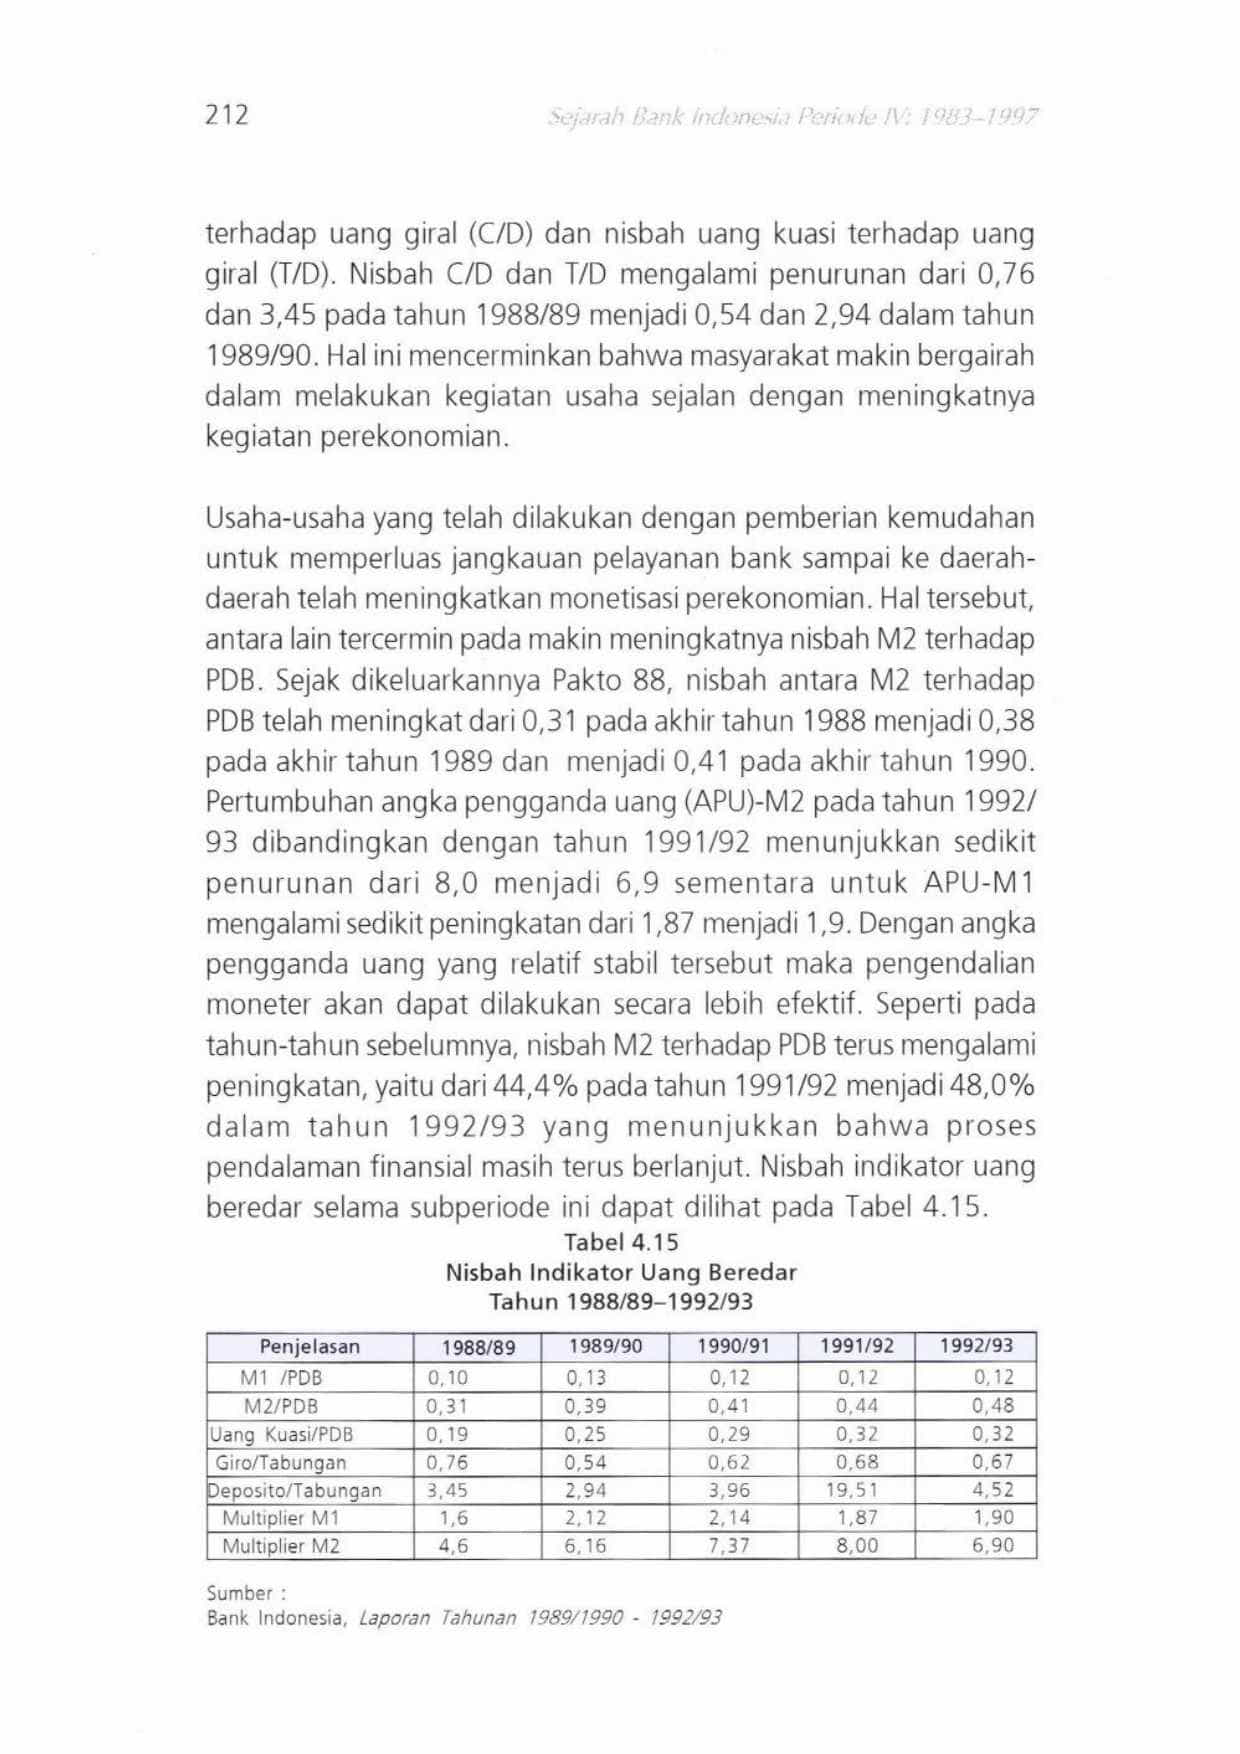 212
Sejarah Bank Indonesia Periode IV: 1983–1997
terhadap uang giral (C/D) dan nisbah uang kuasi terhadap uang
giral (T/D). Nisbah C/D dan T/D mengalami penurunan dari 0,76
dan 3,45 pada tahun 1988/89 menjadi 0,54 dan 2,94 dalam tahun
1989/90. Hal ini mencerminkan bahwa masyarakat makin bergairah
dalam melakukan kegiatan usaha sejalan dengan meningkatnya
kegiatan perekonomian.
Usaha-usaha yang telah dilakukan dengan pemberian kemudahan
untuk memperluas jangkauan pelayanan bank sampai ke daerah-
daerah telah meningkatkan monetisasi perekonomian. Hal tersebut,
antara lain tercermin pada makin meningkatnya nisbah M2 terhadap
PDB. Sejak dikeluarkannya Pakto 88, nisbah antara M2 terhadap
PDB telah meningkat dari 0,31 pada akhir tahun 1988 menjadi 0,38
pada akhir tahun 1989 dan menjadi 0,41 pada akhir tahun 1990.
Pertumbuhan angka pengganda uang (APU)-M2 pada tahun 1992/
93 dibandingkan dengan tahun 1991/92 menunjukkan sedikit
penurunan dari 8,0 menjadi 6,9 sementara untuk APU-M1
mengalami sedikit peningkatan dari 1,87 menjadi 1,9. Dengan angka
pengganda uang yang relatif stabil tersebut maka pengendalian
moneter akan dapat dilakukan secara lebih efektif. Seperti pada
tahun-tahun sebelumnya, nisbah M2 terhadap PDB terus mengalami
peningkatan, yaitu dari 44,4% pada tahun 1991/92 menjadi 48,0%
dalam tahun 1992/93 yang menunjukkan bahwa proses
pendalaman finansial masih terus berlanjut. Nisbah indikator uang
beredar selama subperiode ini dapat dilihat pada Tabel 4.15.
Tabel 4.15
Nisbah Indikator Uang Beredar
Tahun 1988/89–1992/93
Penjelasan 1988/89 1989/90 1990/91 1991/92 1992/93
M1 /PDB 0,10 0,13 0,12 0,12 0,12
M2/PDB 0,31 0,39 0,41 0,44 0,48
Uang Kuasi/PDB 0,19 0,25 0,29 0,32 0,32
Giro/Tabungan 0,76 0,54 0,62 0,68 0,67
Deposito/Tabungan 3,45 2,94 3,96 19,51 4,52
Multiplier M1 1,6 2,12 2,14 1,87 1,90
Multiplier M2 4,6 6,16 7,37 8,00 6,90
Sumber :
Bank Indonesia, Laporan Tahunan 1989/1990 - 1992/93